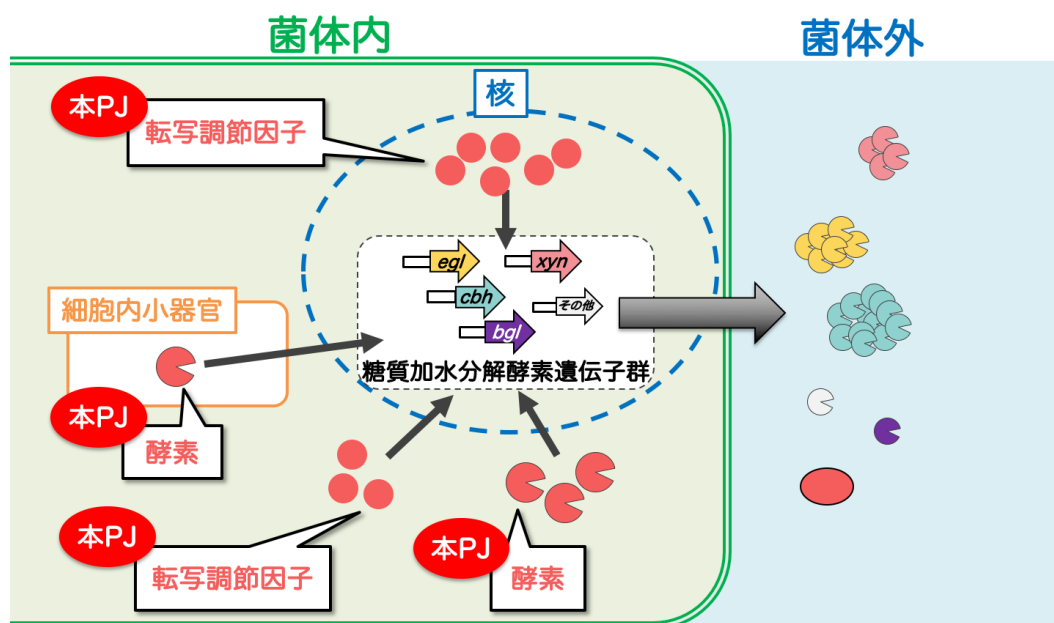 菌体内
菌体外
核
本PJ
転写調節因子
egl
xyn
cbh
その他
bgl
糖質加水分解酵素遺伝子群
細胞内小器官
本PJ
酵素
本PJ
転写調節因子
本PJ
酵素